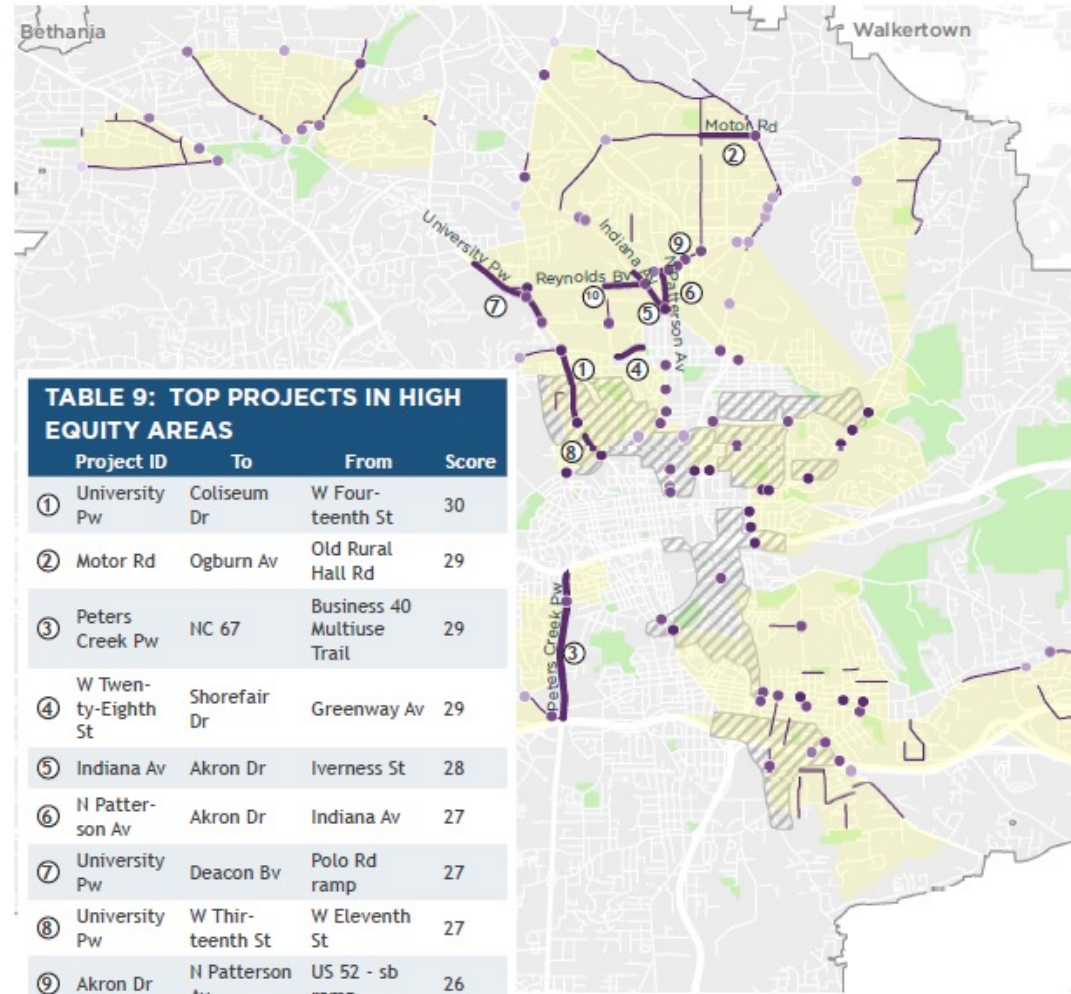 Bethania
Walkertown
Motor Rd
②
University Pw
Indiana Av
⑨
N Patterson Av
Reynolds Bv
⑩
⑥
⑤
⑦
④
①
⑧
Peters Creek Pw
③
TABLE 9: TOP PROJECTS IN HIGH
EQUITY AREAS
Project ID To From Score
① University Pw Coliseum Dr W Four-teenth St 30
② Motor Rd Ogburn Av Old Rural Hall Rd 29
③ Peters Creek Pw NC 67 Business 40 Multiuse Trail 29
④ W Twen-ty-Eighth St Shorefair Dr Greenway Av 29
⑤ Indiana Av Akron Dr Iverness St 28
⑥ N Patter-son Av Akron Dr Indiana Av 27
⑦ University Pw Deacon Bv Polo Rd ramp 27
⑧ University Pw W Thir-teenth St W Eleventh St 27
⑨ Akron Dr N Patterson US 52 - sb 26